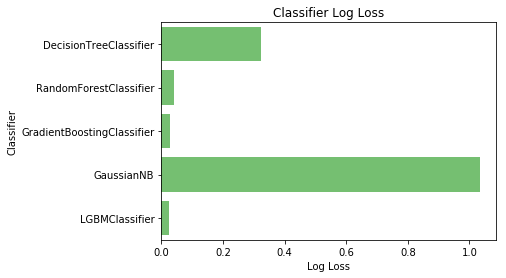 Classifier Log Loss
Classifier
DecisionTreeClassifier
RandomForestClassifier
GradientBoostingClassifier
GaussianNB
LGBMClassifier
0.0 0.2 0.4 0.6 0.8 1.0
Log Loss